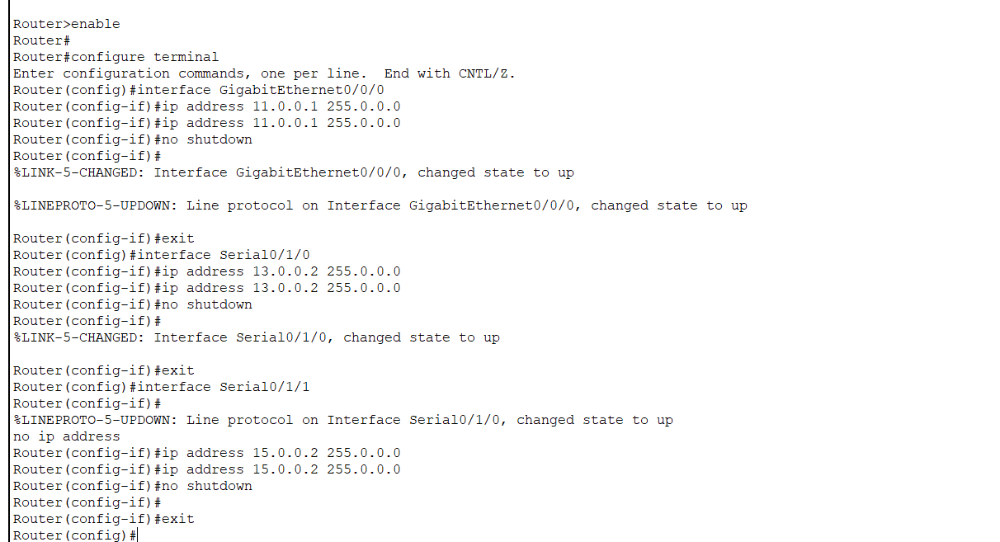 Router>enable
Router#
Router#configure terminal
Enter configuration commands, one per line.  End with CNTL/Z.
Router(config)#interface GigabitEthernet0/0/0
Router(config-if)#ip address 11.0.0.1 255.0.0.0
Router(config-if)#ip address 11.0.0.1 255.0.0.0
Router(config-if)#no shutdown
Router(config-if)#
%LINK-5-CHANGED: Interface GigabitEthernet0/0/0, changed state to up

%LINEPROTO-5-UPDOWN: Line protocol on Interface GigabitEthernet0/0/0, changed state to up

Router(config-if)#exit
Router(config)#interface Serial0/1/0
Router(config-if)#ip address 13.0.0.2 255.0.0.0
Router(config-if)#ip address 13.0.0.2 255.0.0.0
Router(config-if)#no shutdown
Router(config-if)#
%LINK-5-CHANGED: Interface Serial0/1/0, changed state to up

Router(config-if)#exit
Router(config)#interface Serial0/1/1
Router(config-if)#
%LINEPROTO-5-UPDOWN: Line protocol on Interface Serial0/1/0, changed state to up
no ip address
Router(config-if)#ip address 15.0.0.2 255.0.0.0
Router(config-if)#ip address 15.0.0.2 255.0.0.0
Router(config-if)#no shutdown
Router(config-if)#
Router(config-if)#exit
Router(config)#